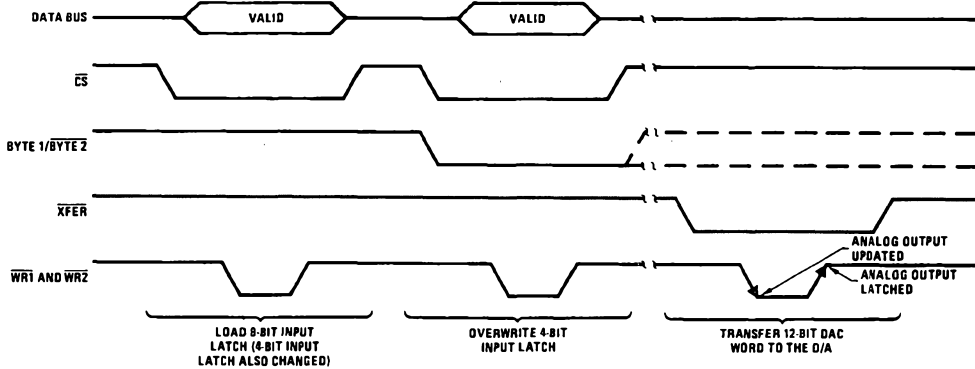 DATA BUS
VALID
VALID
CS
BYTE 1/BYTE 2
XFER
ANALOG OUTPUT
UPDATED
WR1 AND WR2
ANALOG OUTPUT
LATCHED
LOAD 8-BIT INPUT
LATCH (4-BIT INPUT
LATCH ALSO CHANGED)
OVERWRITE 4-BIT
INPUT LATCH
TRANSFER 12-BIT DAC
WORD TO THE D/A